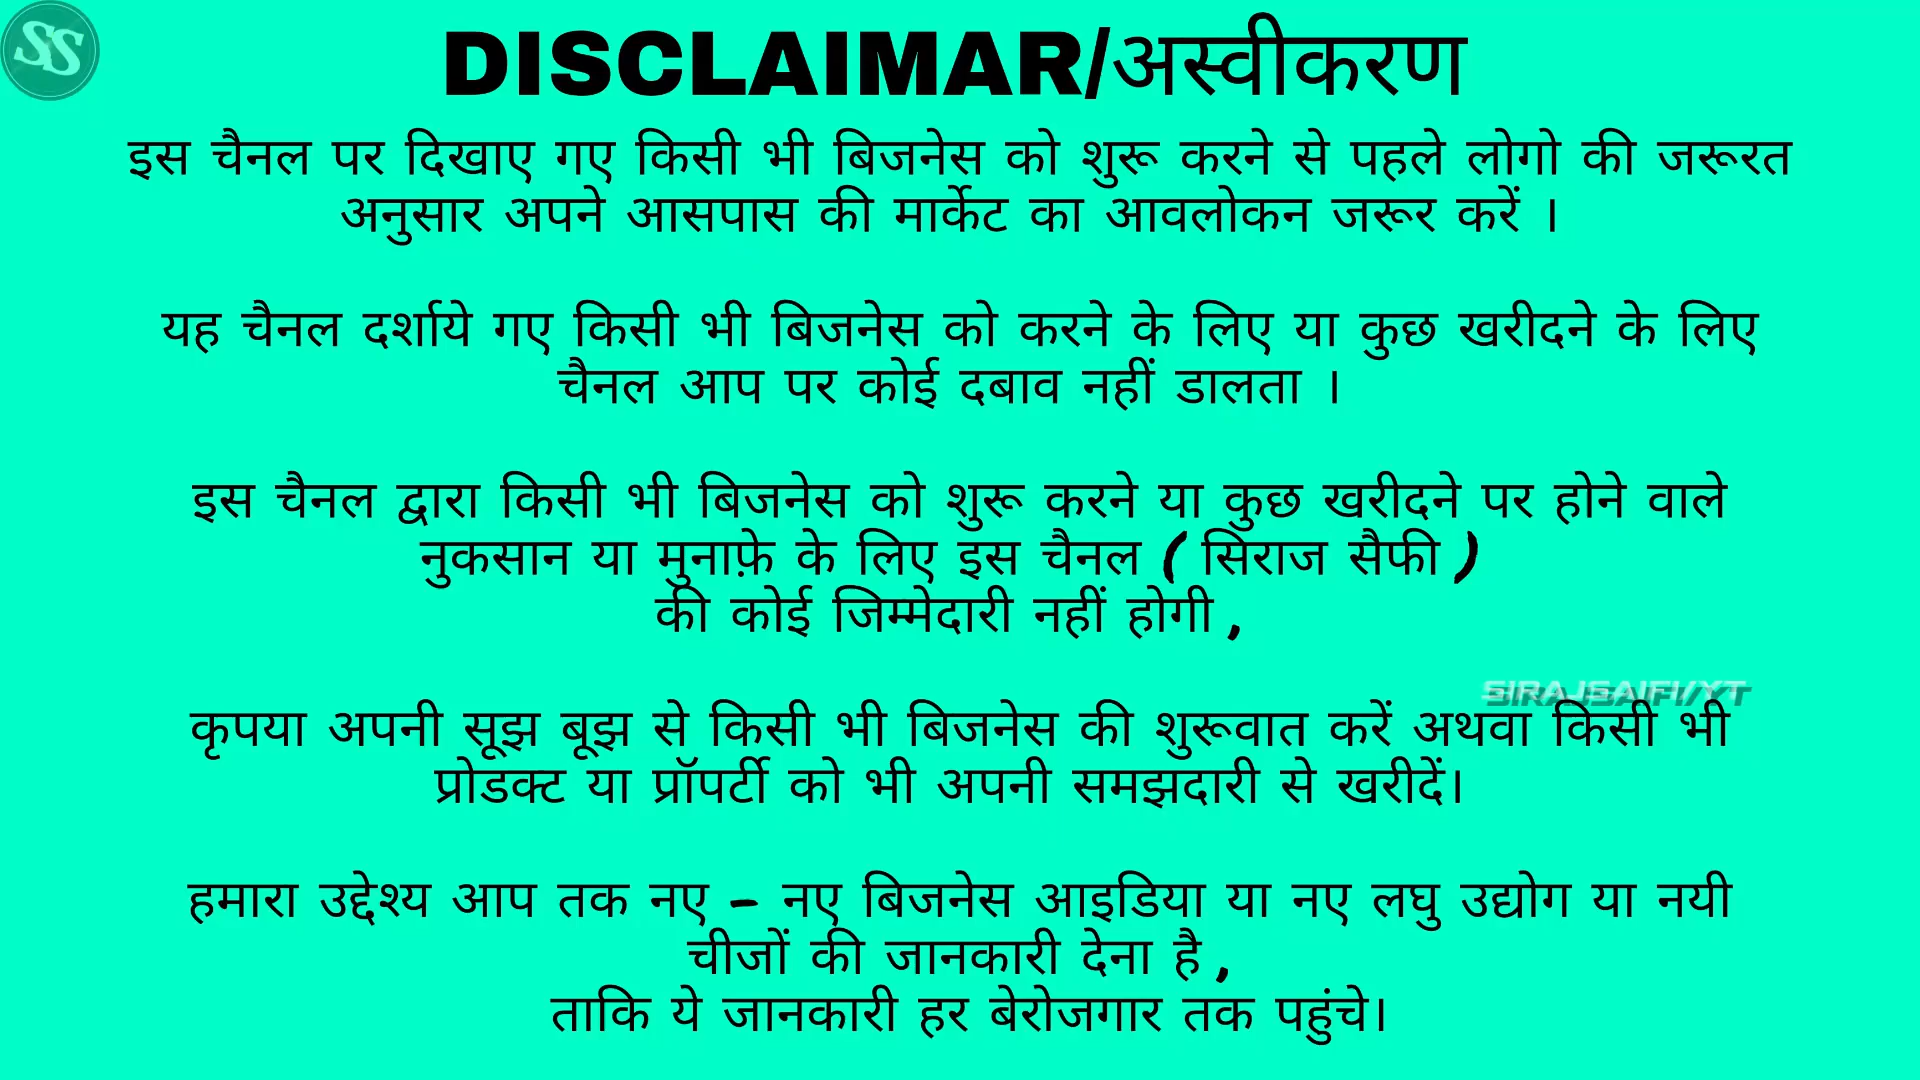 SS
DISCLAIMAR/अस्वीकरण
इस चैनल पर दिखाए गए किसी भी बिजनेस को शुरू करने से पहले लोगो की जरूरत
अनुसार अपने आसपास की मार्केट का आवलोकन जरूर करें ।
यह चैनल दर्शाये गए किसी भी बिजनेस को करने के लिए या कुछ खरीदने के लिए
चैनल आप पर कोई दबाव नहीं डालता ।
इस चैनल द्वारा किसी भी बिजनेस को शुरू करने या कुछ खरीदने पर होने वाले
नुकसान या मुनाफ़े के लिए इस चैनल ( सिराज सैफी )
की कोई जिम्मेदारी नहीं होगी ,
SIRAJSAIFI/YT
कृपया अपनी सूझ बूझ से किसी भी बिजनेस की शुरूवात करें अथवा किसी भी
प्रोडक्ट या प्रॉपर्टी को भी अपनी समझदारी से खरीदें।
हमारा उद्देश्य आप तक नए - नए बिजनेस आइडिया या नए लघु उद्योग या नयी
चीजों की जानकारी देना है ,
ताकि ये जानकारी हर बेरोजगार तक पहुंचे।